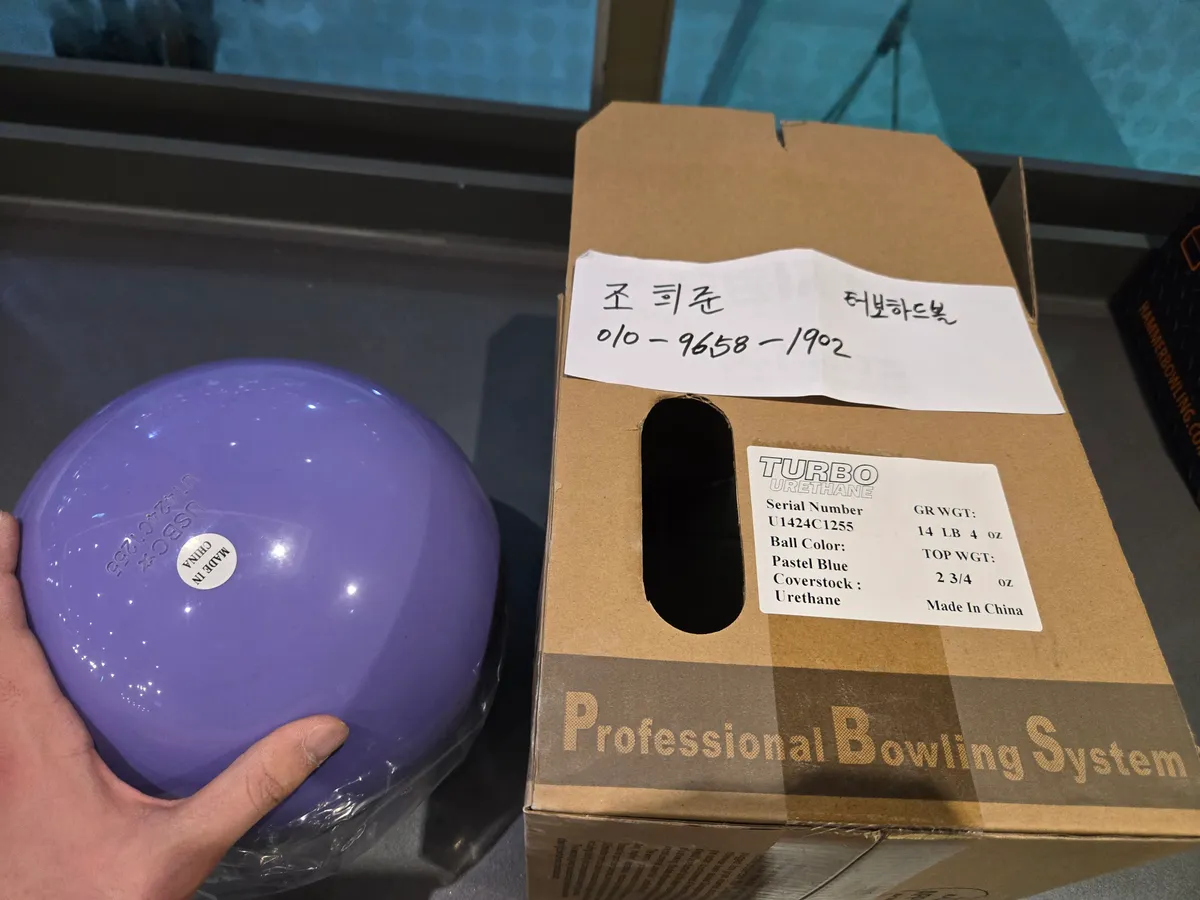 조 희준
터보하드볼
010-9658-1902
TURBO
URETHANE
Serial Number
U1424C1255
Ball Color:
Pastel Blue
Coverstock :
Urethane
GR WGT:
14 LB 4 oz
TOP WGT:
2 3/4 oz
Made In China
Professional Bowling System
MADE IN
CHINA
USBC
HAMMERBOWLING.C